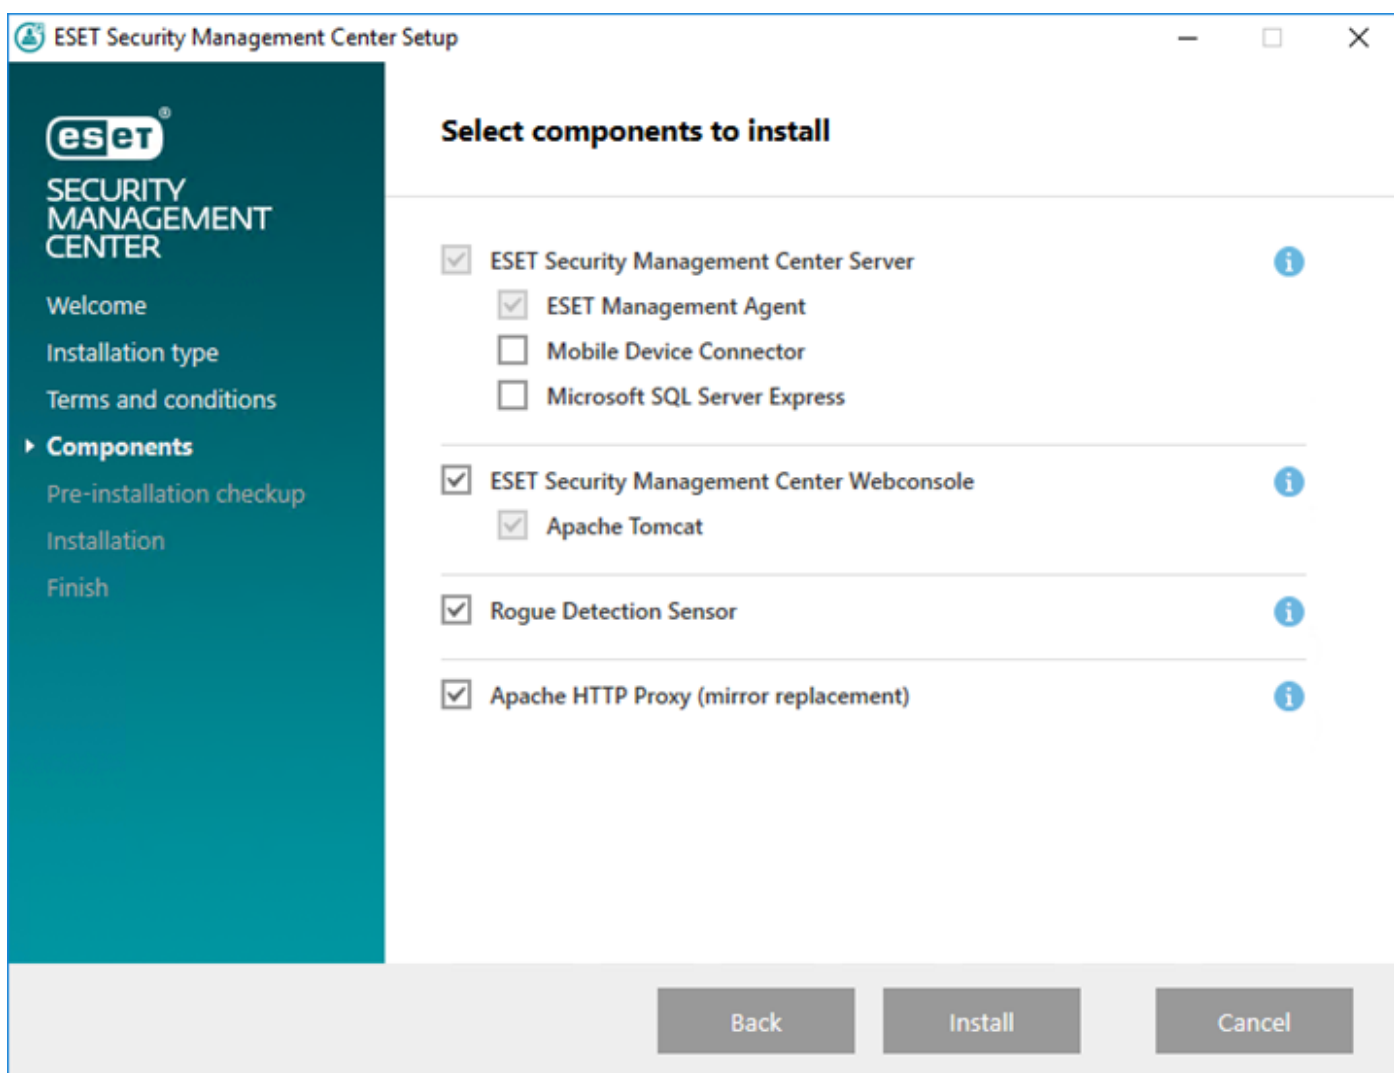 ESET Security Management Center Setup
eset®
SECURITY
MANAGEMENT
CENTER
Welcome
Installation type
Terms and conditions
Components
Pre-installation checkup
Installation
Finish
Select components to install
ESET Security Management Center Server
ESET Management Agent
Mobile Device Connector
Microsoft SQL Server Express
ESET Security Management Center Webconsole
Apache Tomcat
Rogue Detection Sensor
Apache HTTP Proxy (mirror replacement)
Back
Install
Cancel